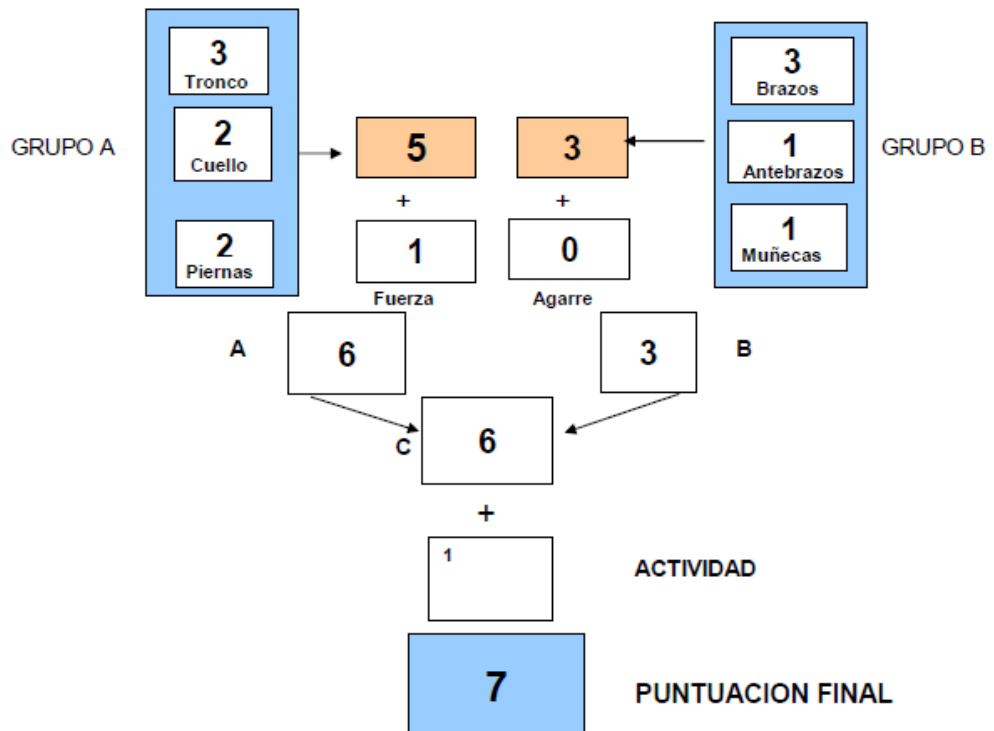 3
Tronco
3
Brazos
GRUPO A
2
Cuello
5
3
1
Antebrazos
GRUPO B
+
+
2
Piernas
1
0
1
Muñecas
Fuerza
Agarre
A
6
3
B
C
6
+
1
ACTIVIDAD
7
PUNTUACION FINAL